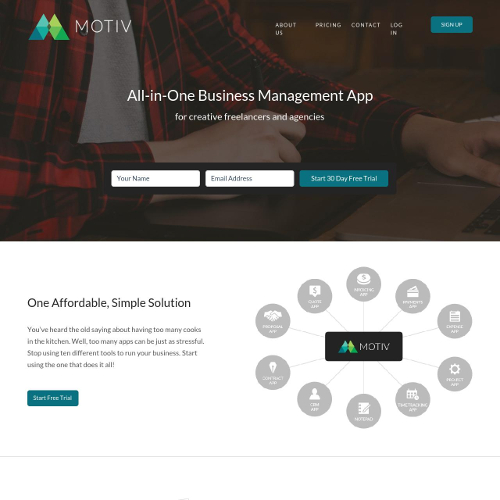 MOTIV
ABOUT US
PRICING
CONTACT
LOG IN
SIGN UP
All-in-One Business Management App
for creative freelancers and agencies
Your Name
Email Address
Start 30 Day Free Trial
One Affordable, Simple Solution
You've heard the old saying about having too many cooks
in the kitchen. Well, too many apps can be just as stressful.
Stop using ten different tools to run your business. Start
using the one that does it all!
Start Free Trial
INVOICING APP
PAYMENTS APP
EXPENSE APP
PROJECT APP
TIMETRACKING APP
NOTEPAD
CRM APP
CONTRACT APP
PROPOSAL APP
MOTIV